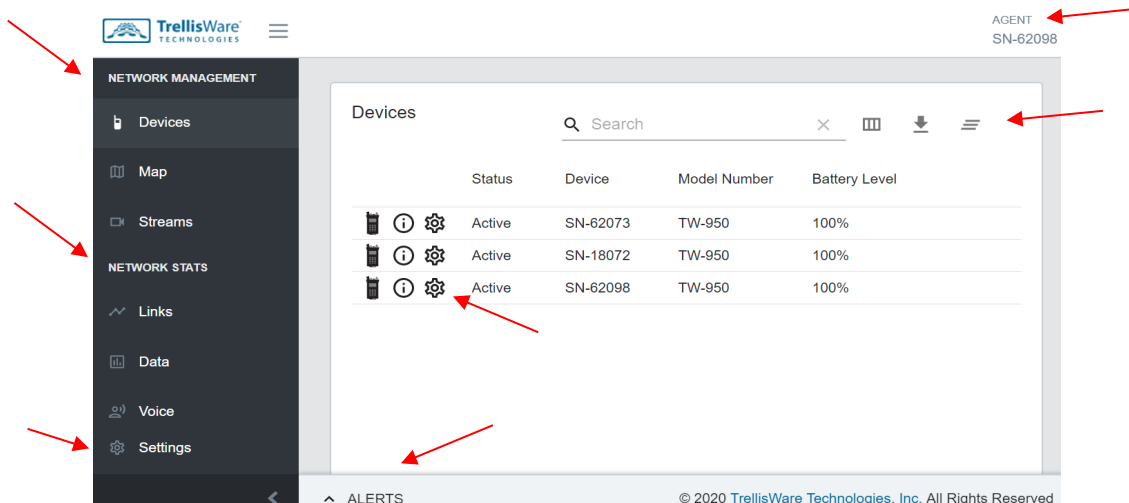 TrellisWare
TECHNOLOGIES
AGENT
SN-62098
NETWORK MANAGEMENT
Devices
Map
Streams
NETWORK STATS
Links
Data
Voice
Settings
Devices
Search
Status Device Model Number Battery Level
Active SN-62073 TW-950 100%
Active SN-18072 TW-950 100%
Active SN-62098 TW-950 100%
ALERTS
© 2020 TrellisWare Technologies, Inc. All Rights Reserved